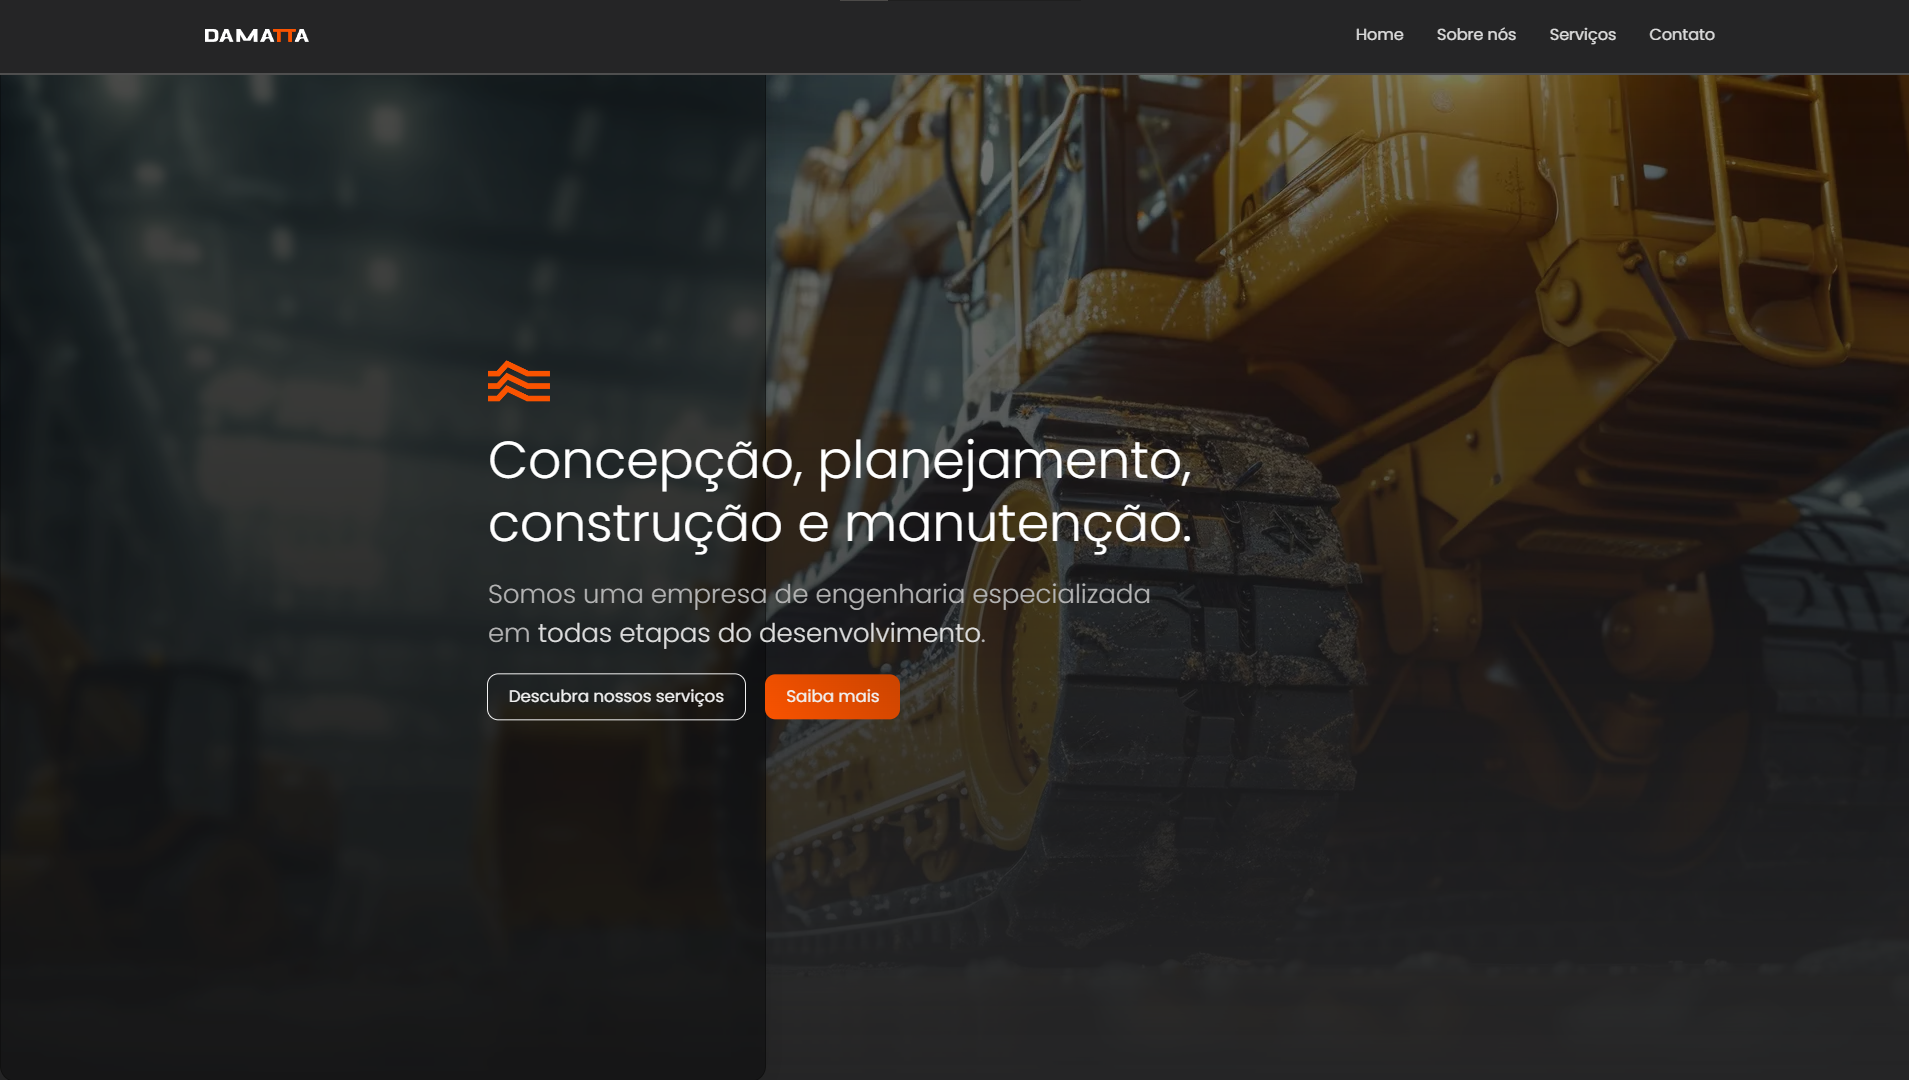 DAMATTA
Home
Sobre nós
Serviços
Contato
Concepção, planejamento,
construção e manutenção.
Somos uma empresa de engenharia especializada
em todas etapas do desenvolvimento.
Descubra nossos serviços
Saiba mais